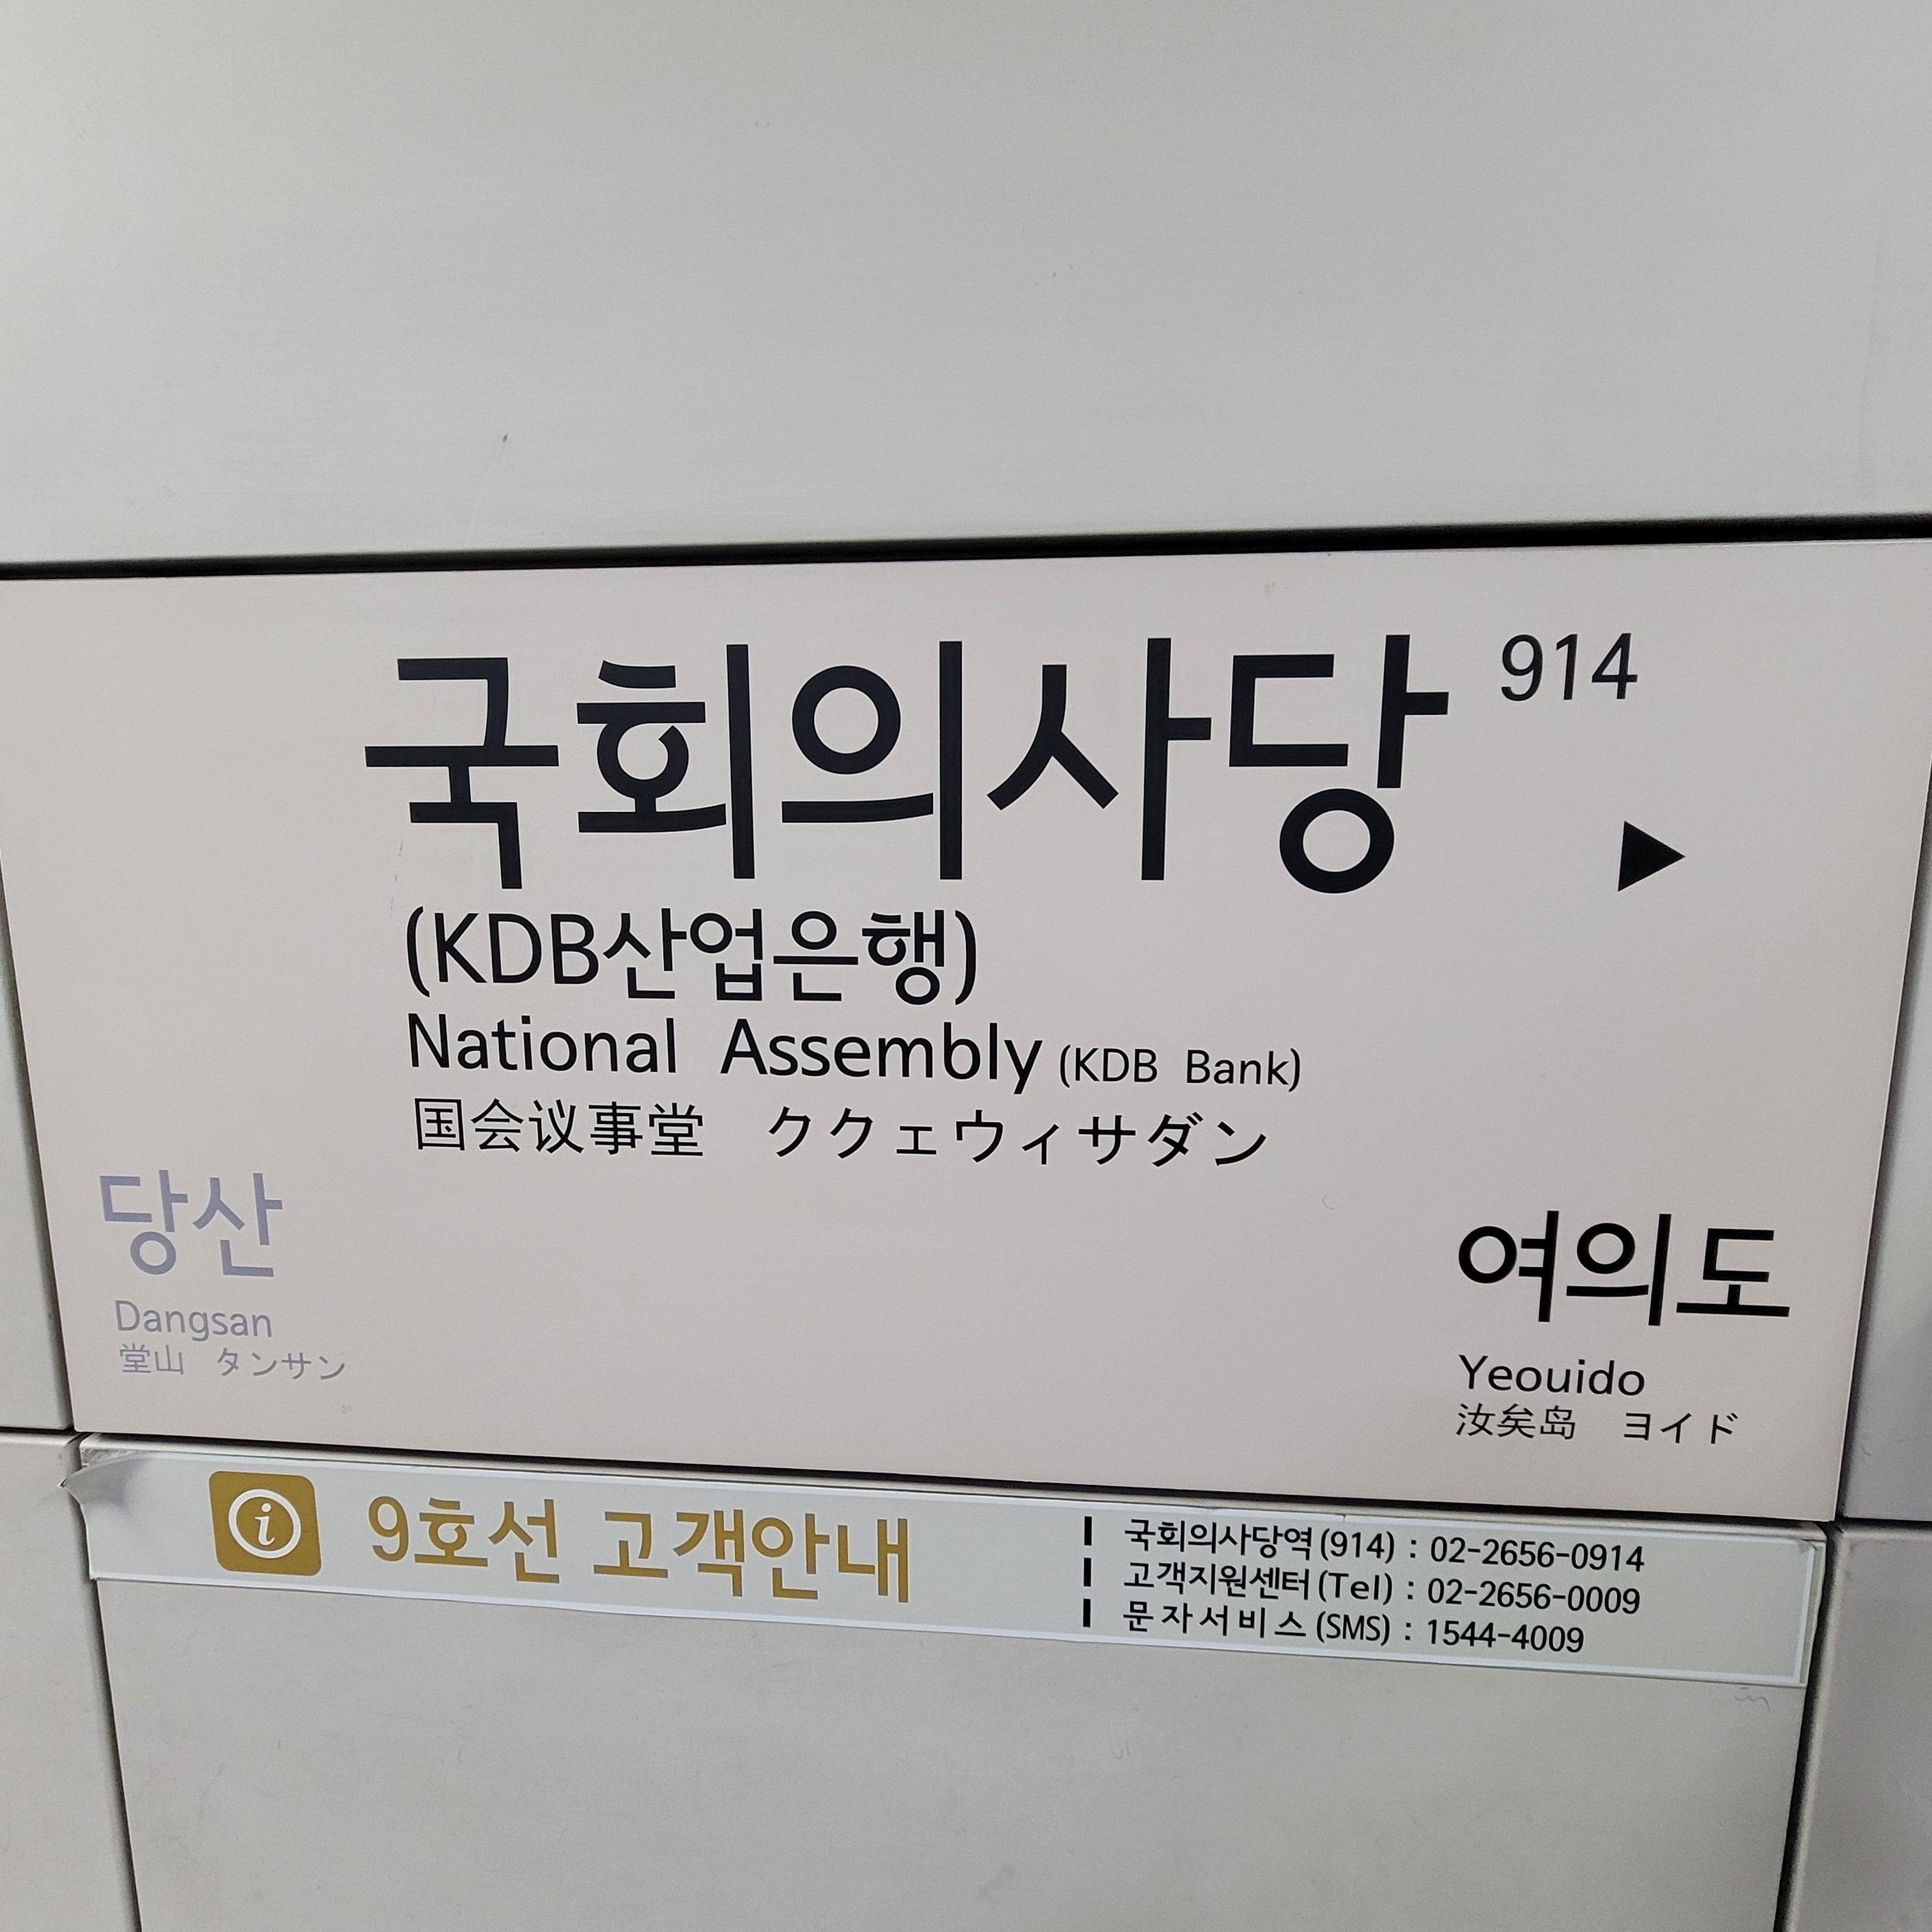 국회의사당 914
▶
(KDB산업은행)
National Assembly (KDB Bank)
国会议事堂 ククェウィサダン
당산
Dangsan
堂山 タンサン
여의도
Yeouido
汝矣岛 ヨイド
i 9호선 고객안내
국회의사당역(914) : 02-2656-0914
고객지원센터(Tel) : 02-2656-0009
문자서비스(SMS) : 1544-4009